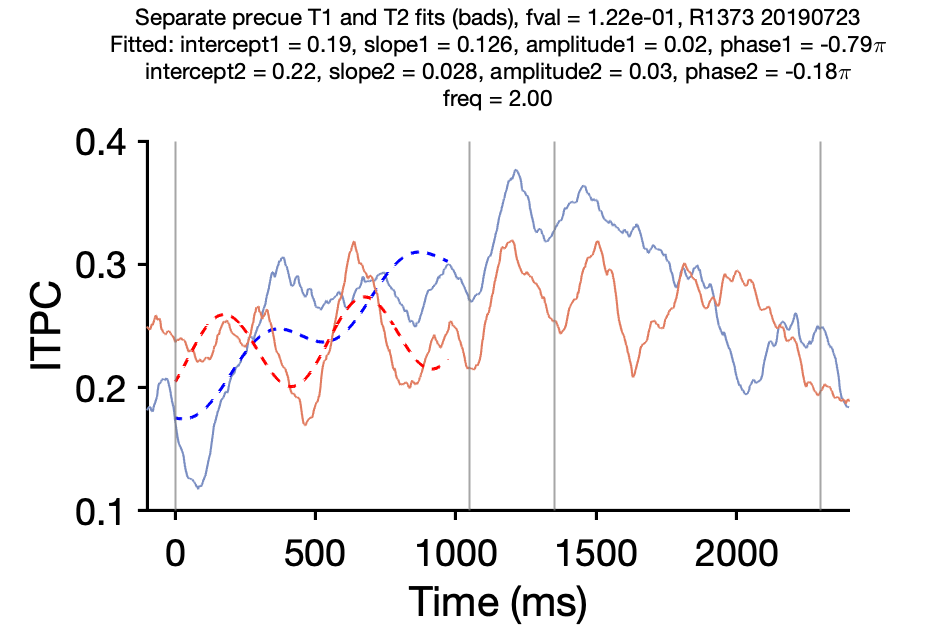 Separate precue T1 and T2 fits (bads), fval = 1.22e-01, R1373 20190723
Fitted: intercept1 = 0.19, slope1 = 0.126, amplitude1 = 0.02, phase1 = -0.79π
intercept2 = 0.22, slope2 = 0.028, amplitude2 = 0.03, phase2 = -0.18π
freq = 2.00
0.4
0.3
0.2
0.1
ITPC
0 500 1000 1500 2000
Time (ms)